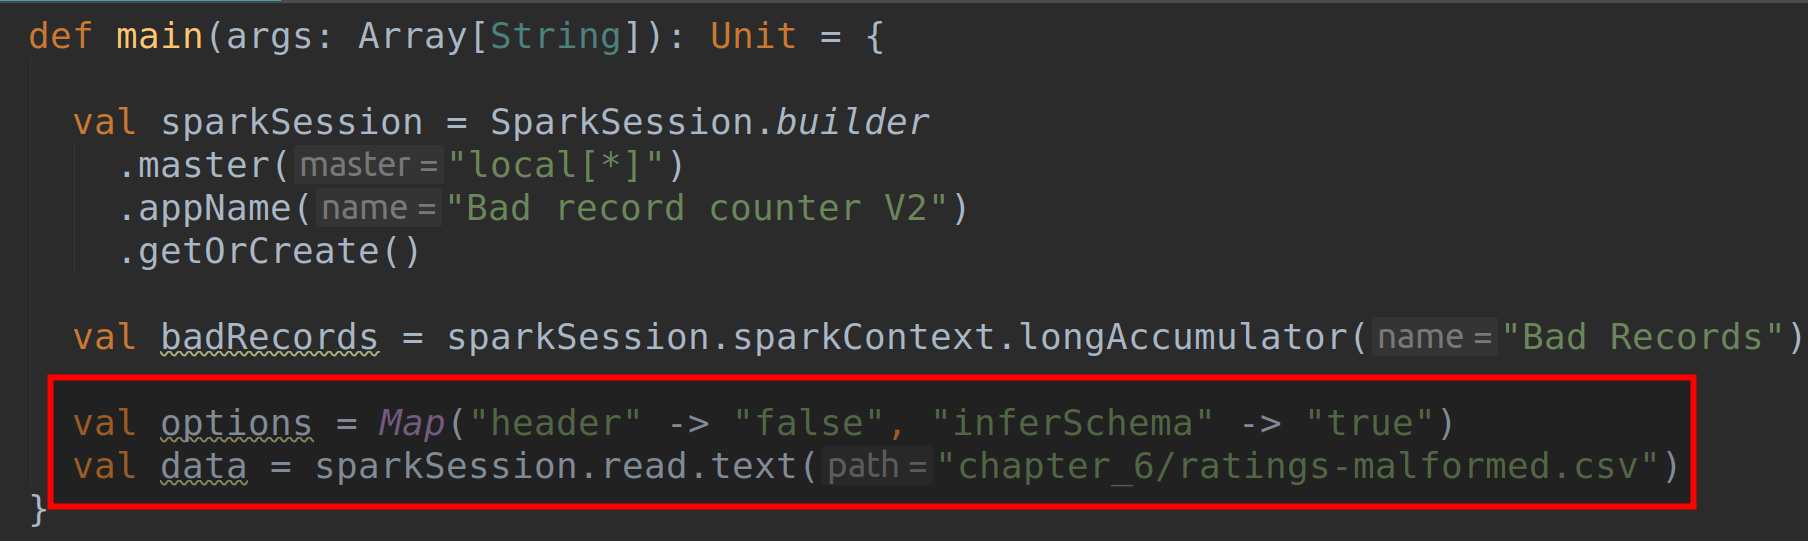 def main(args: Array[String]): Unit = {
val sparkSession = SparkSession.builder
.master( master = "local[*]")
.appName( name = "Bad record counter V2")
.getOrCreate()
val badRecords = sparkSession.sparkContext.longAccumulator( name = "Bad Records")
val options = Map("header" -> "false", "inferSchema" -> "true")
val data = sparkSession.read.text( path = "chapter_6/ratings-malformed.csv")
}